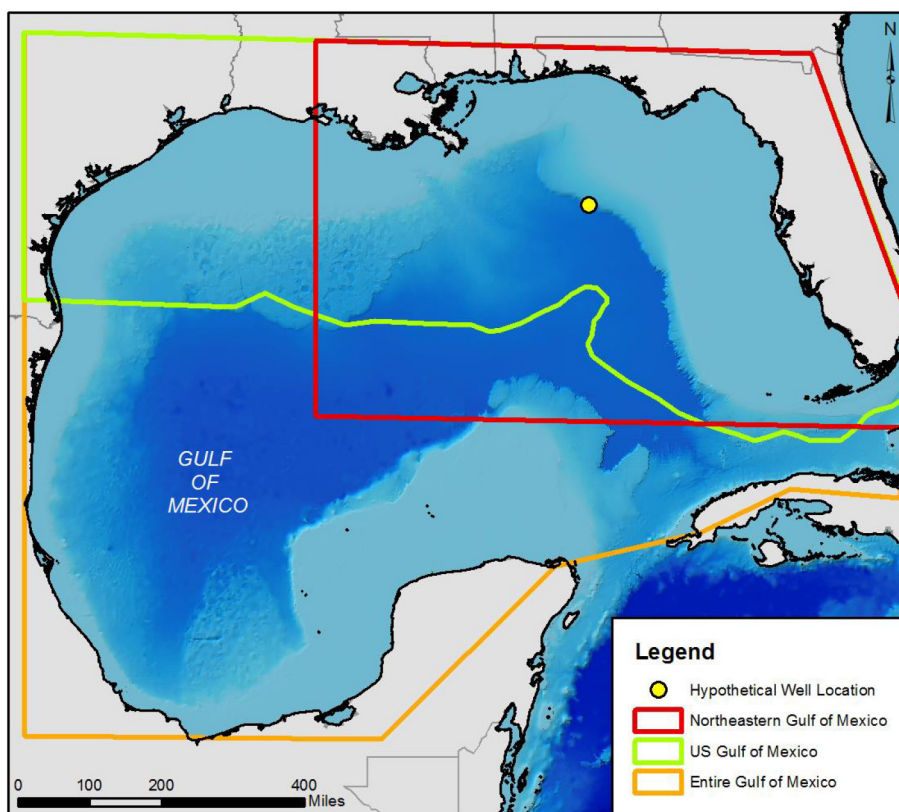 N
GULF
OF
MEXICO
Legend
Hypothetical Well Location
Northeastern Gulf of Mexico
US Gulf of Mexico
Entire Gulf of Mexico
0 100 200 400
Miles